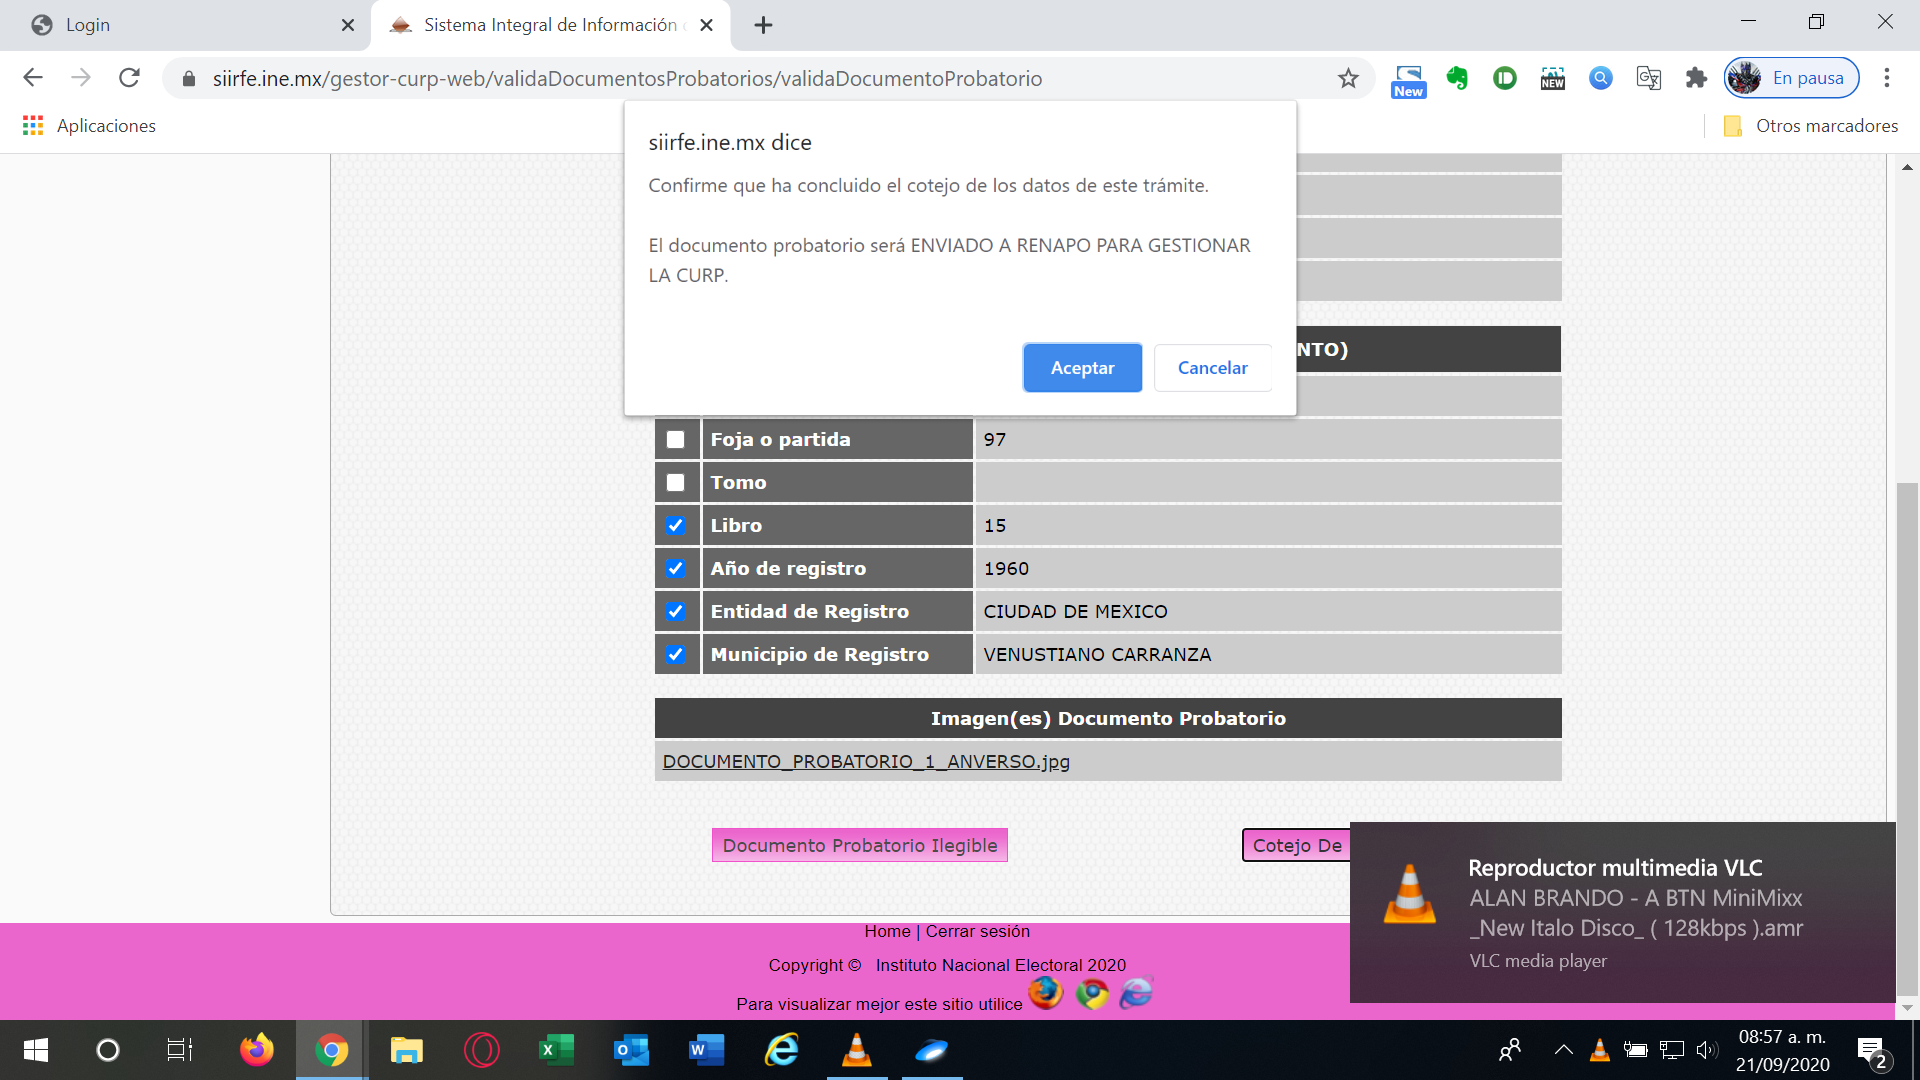 Login
Sistema Integral de Información
siirfe.ine.mx/gestor-curp-web/validaDocumentosProbatorios/validaDocumentoProbatorio
New
NEW
En pausa
Aplicaciones
Otros marcadores
siirfe.ine.mx dice
Confirme que ha concluido el cotejo de los datos de este trámite.
El documento probatorio será ENVIADO A RENAPO PARA GESTIONAR
LA CURP.
Aceptar
Cancelar
NTO)
Foja o partida 97
Tomo
Libro 15
Año de registro 1960
Entidad de Registro CIUDAD DE MEXICO
Municipio de Registro VENUSTIANO CARRANZA
Imagen(es) Documento Probatorio
DOCUMENTO_PROBATORIO_1_ANVERSO.jpg
Documento Probatorio Ilegible
Cotejo De
Reproductor multimedia VLC
ALAN BRANDO - A BTN MiniMixx
_New Italo Disco_ ( 128kbps ).amr
VLC media player
Home | Cerrar sesión
Copyright © Instituto Nacional Electoral 2020
Para visualizar mejor este sitio utilice
08:57 a. m.
21/09/2020
2